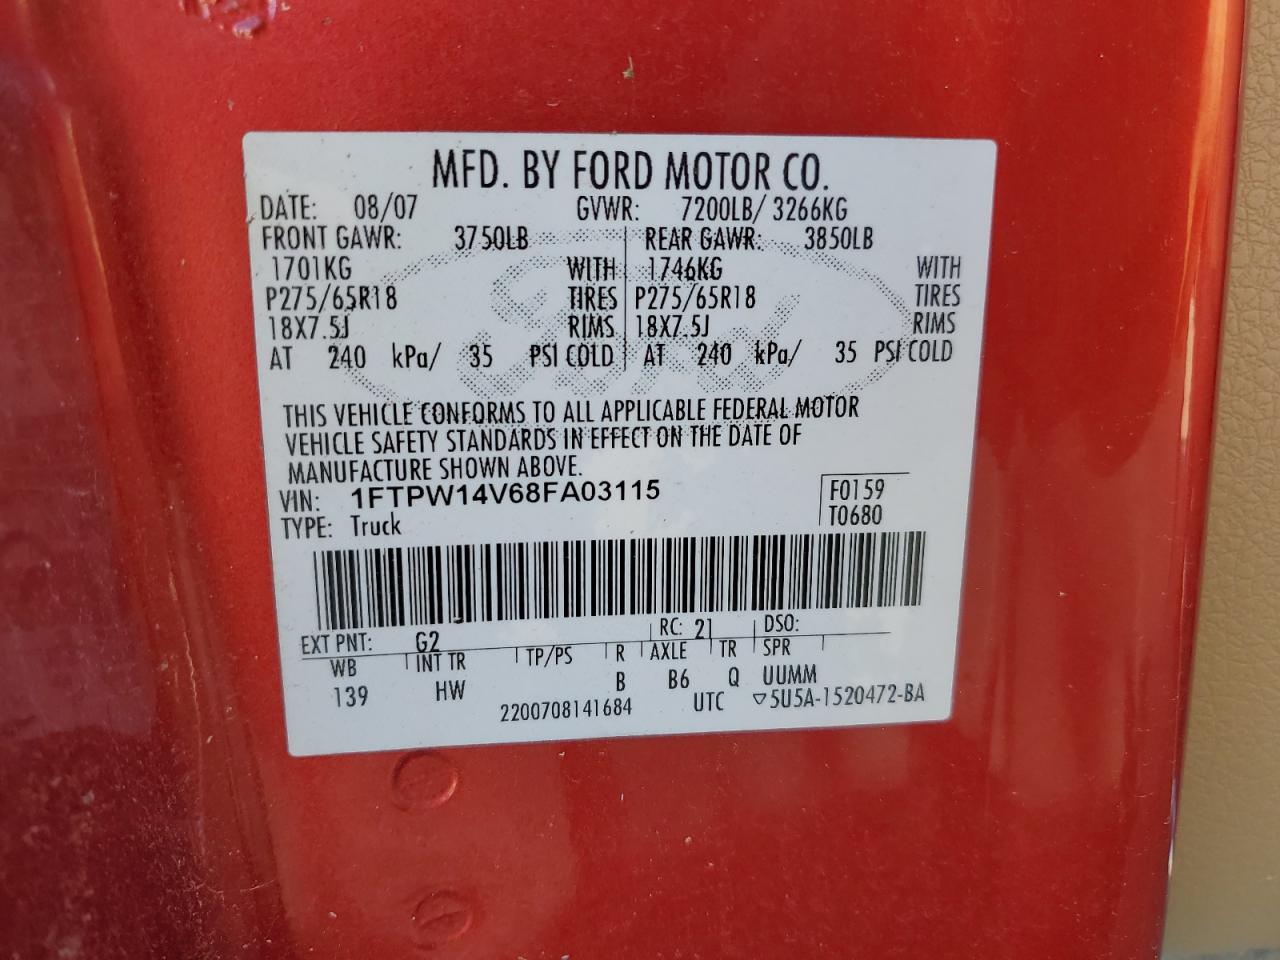 MFD. BY FORD MOTOR CO.
DATE: 08/07 GVWR: 7200LB/ 3266KG
FRONT GAWR: 3750LB REAR GAWR: 3850LB
1701KG WITH 1746KG WITH
P275/65R18 TIRES P275/65R18 TIRES
18X7.5J RIMS 18X7.5J RIMS
AT 240 kPa/ 35 PSI COLD AT 240 kPa/ 35 PSI COLD
Ford
THIS VEHICLE CONFORMS TO ALL APPLICABLE FEDERAL MOTOR
VEHICLE SAFETY STANDARDS IN EFFECT ON THE DATE OF
MANUFACTURE SHOWN ABOVE.
VIN: 1FTPW14V68FA03115 F0159
TYPE: Truck T0680
EXT PNT: G2 RC: 21 DSO:
WB INT TR TP/PS R AXLE TR SPR
139 HW B B6 Q UUMM
2200708141684 UTC ▽5U5A-1520472-BA